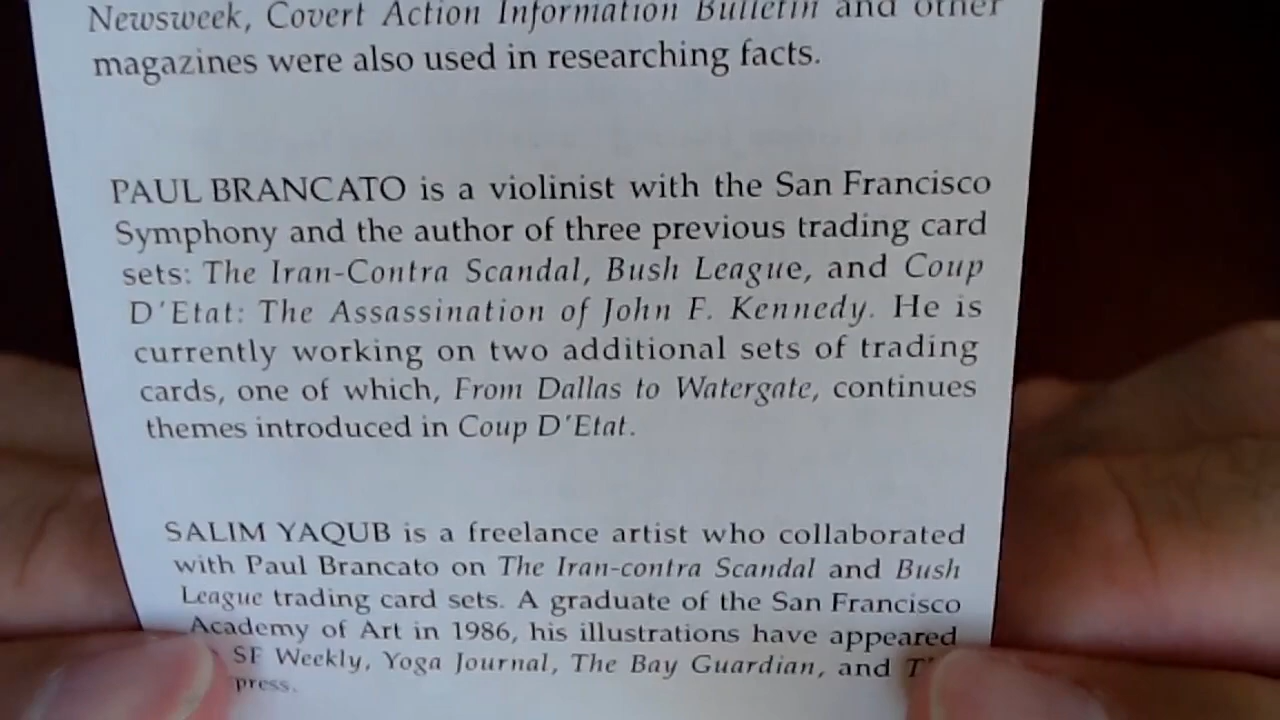 Newsweek, Covert Action Information Bulletin and other
magazines were also used in researching facts.
PAUL BRANCATO is a violinist with the San Francisco
Symphony and the author of three previous trading card
sets: The Iran-Contra Scandal, Bush League, and Coup
D'Etat: The Assassination of John F. Kennedy. He is
currently working on two additional sets of trading
cards, one of which, From Dallas to Watergate, continues
themes introduced in Coup D'Etat.
SALIM YAQUB is a freelance artist who collaborated
with Paul Brancato on The Iran-contra Scandal and Bush
League trading card sets. A graduate of the San Francisco
Academy of Art in 1986, his illustrations have appeared
SF Weekly, Yoga Journal, The Bay Guardian, and
press.